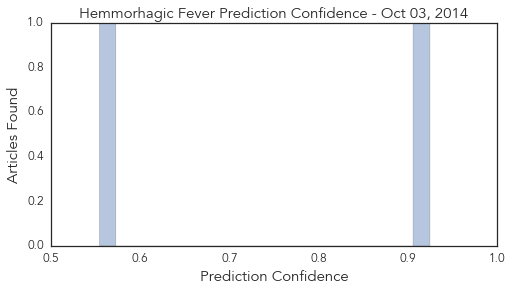 Hemmorhagic Fever Prediction Confidence - Oct 03, 2014
1.0
0.8
0.6
0.4
0.2
0.0
Articles Found
0.5 0.6 0.7 0.8 0.9 1.0
Prediction Confidence